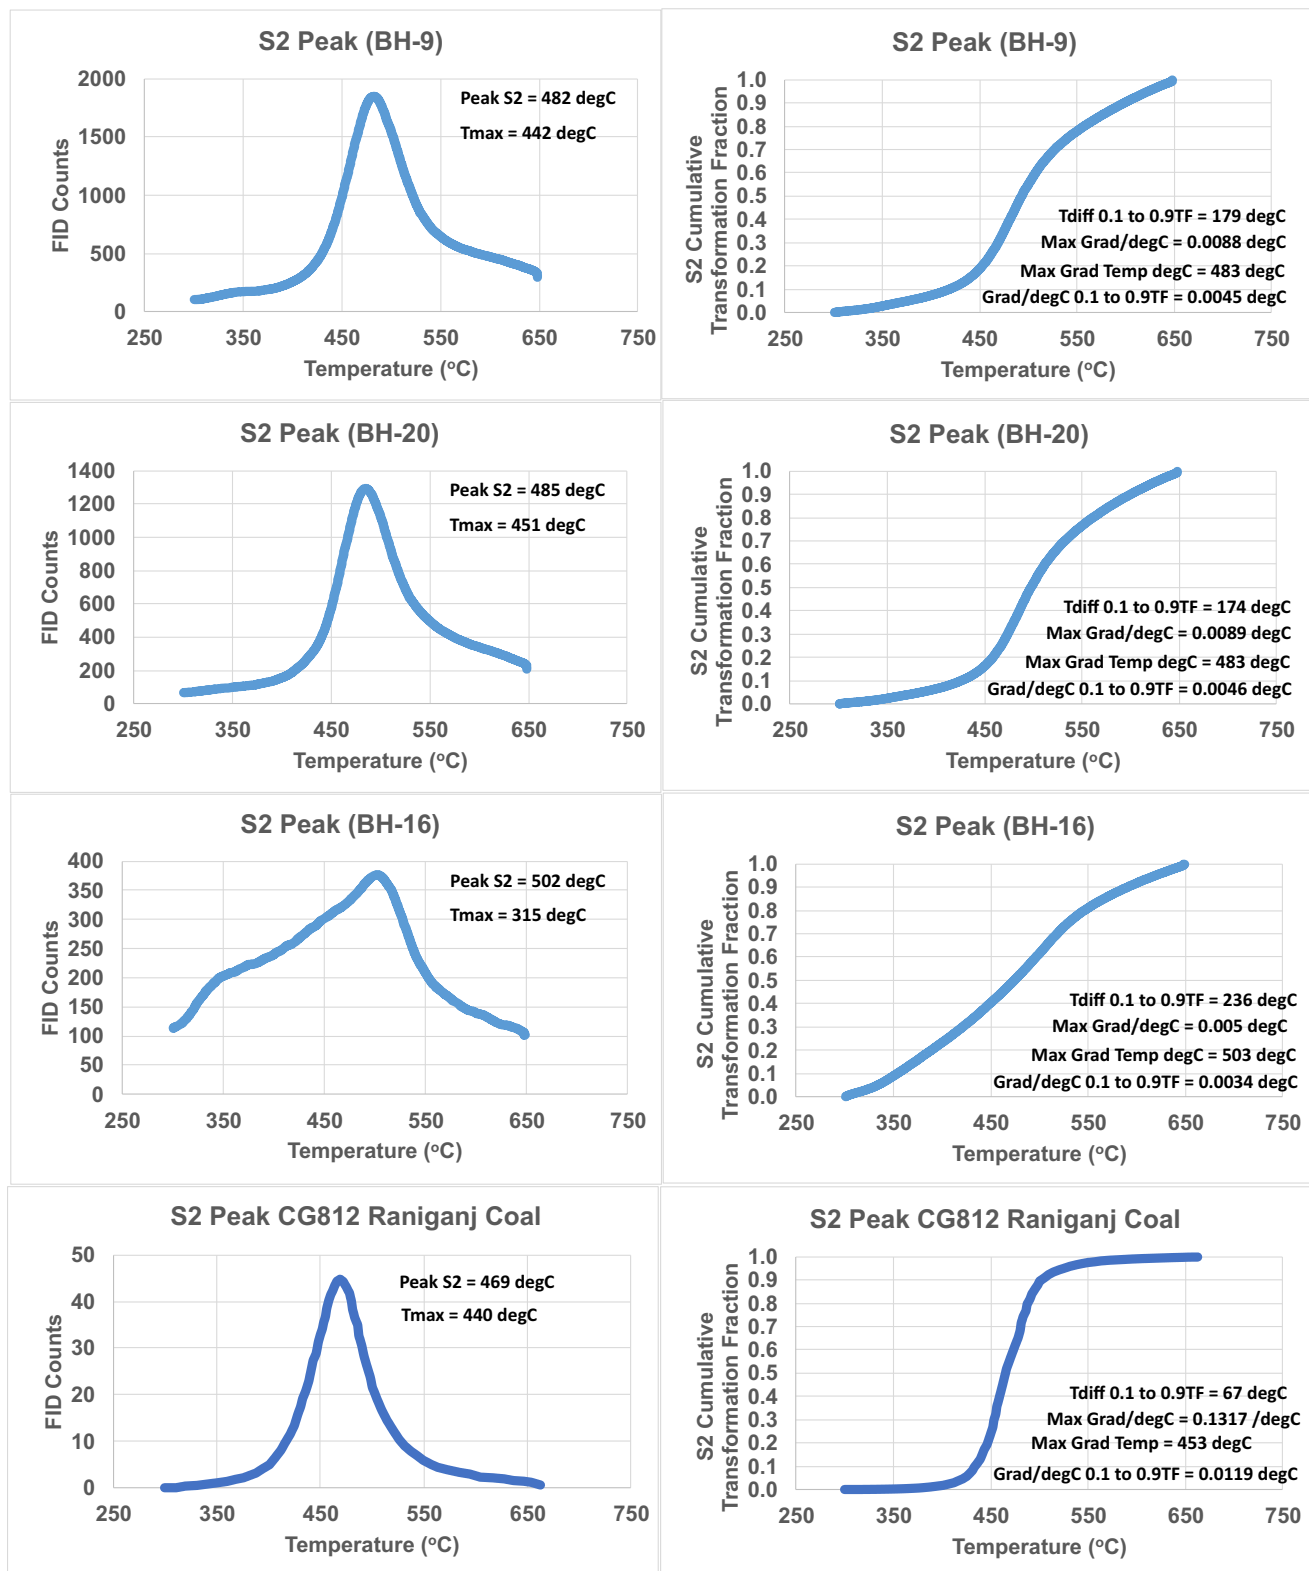 S2 Peak (BH-9)
2000
1500
1000
500
0
250 350 450 550 650 750
FID Counts
Temperature (oC)
Peak S2 = 482 degC
Tmax = 442 degC
S2 Peak (BH-9)
1.0
0.9
0.8
0.7
0.6
0.5
0.4
0.3
0.2
0.1
0.0
250 350 450 550 650 750
S2 Cumulative
Transformation Fraction
Temperature (oC)
Tdiff 0.1 to 0.9TF = 179 degC
Max Grad/degC = 0.0088 degC
Max Grad Temp degC = 483 degC
Grad/degC 0.1 to 0.9TF = 0.0045 degC
S2 Peak (BH-20)
1400
1200
1000
800
600
400
200
0
250 350 450 550 650 750
FID Counts
Temperature (oC)
Peak S2 = 485 degC
Tmax = 451 degC
S2 Peak (BH-20)
1.0
0.9
0.8
0.7
0.6
0.5
0.4
0.3
0.2
0.1
0.0
250 350 450 550 650 750
S2 Cumulative
Transformation Fraction
Temperature (oC)
Tdiff 0.1 to 0.9TF = 174 degC
Max Grad/degC = 0.0089 degC
Max Grad Temp degC = 483 degC
Grad/degC 0.1 to 0.9TF = 0.0046 degC
S2 Peak (BH-16)
400
350
300
250
200
150
100
50
0
250 350 450 550 650 750
FID Counts
Temperature (oC)
Peak S2 = 502 degC
Tmax = 315 degC
S2 Peak (BH-16)
1.0
0.9
0.8
0.7
0.6
0.5
0.4
0.3
0.2
0.1
0.0
250 350 450 550 650 750
S2 Cumulative
Transformation Fraction
Temperature (oC)
Tdiff 0.1 to 0.9TF = 236 degC
Max Grad/degC = 0.005 degC
Max Grad Temp degC = 503 degC
Grad/degC 0.1 to 0.9TF = 0.0034 degC
S2 Peak CG812 Raniganj Coal
50
40
30
20
10
0
250 350 450 550 650 750
FID Counts
Temperature (oC)
Peak S2 = 469 degC
Tmax = 440 degC
S2 Peak CG812 Raniganj Coal
1.0
0.9
0.8
0.7
0.6
0.5
0.4
0.3
0.2
0.1
0.0
250 350 450 550 650 750
S2 Cumulative
Transformation Fraction
Temperature (oC)
Tdiff 0.1 to 0.9TF = 67 degC
Max Grad/degC = 0.1317 /degC
Max Grad Temp = 453 degC
Grad/degC 0.1 to 0.9TF = 0.0119 degC